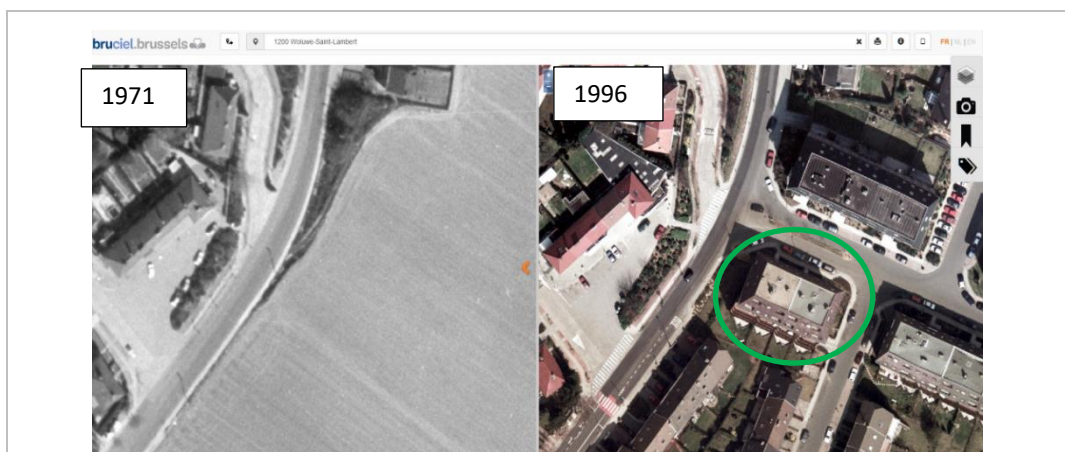 bruciel.brussels
1200 Woluwe-Saint-Lambert
FR | NL | EN
1971
1996